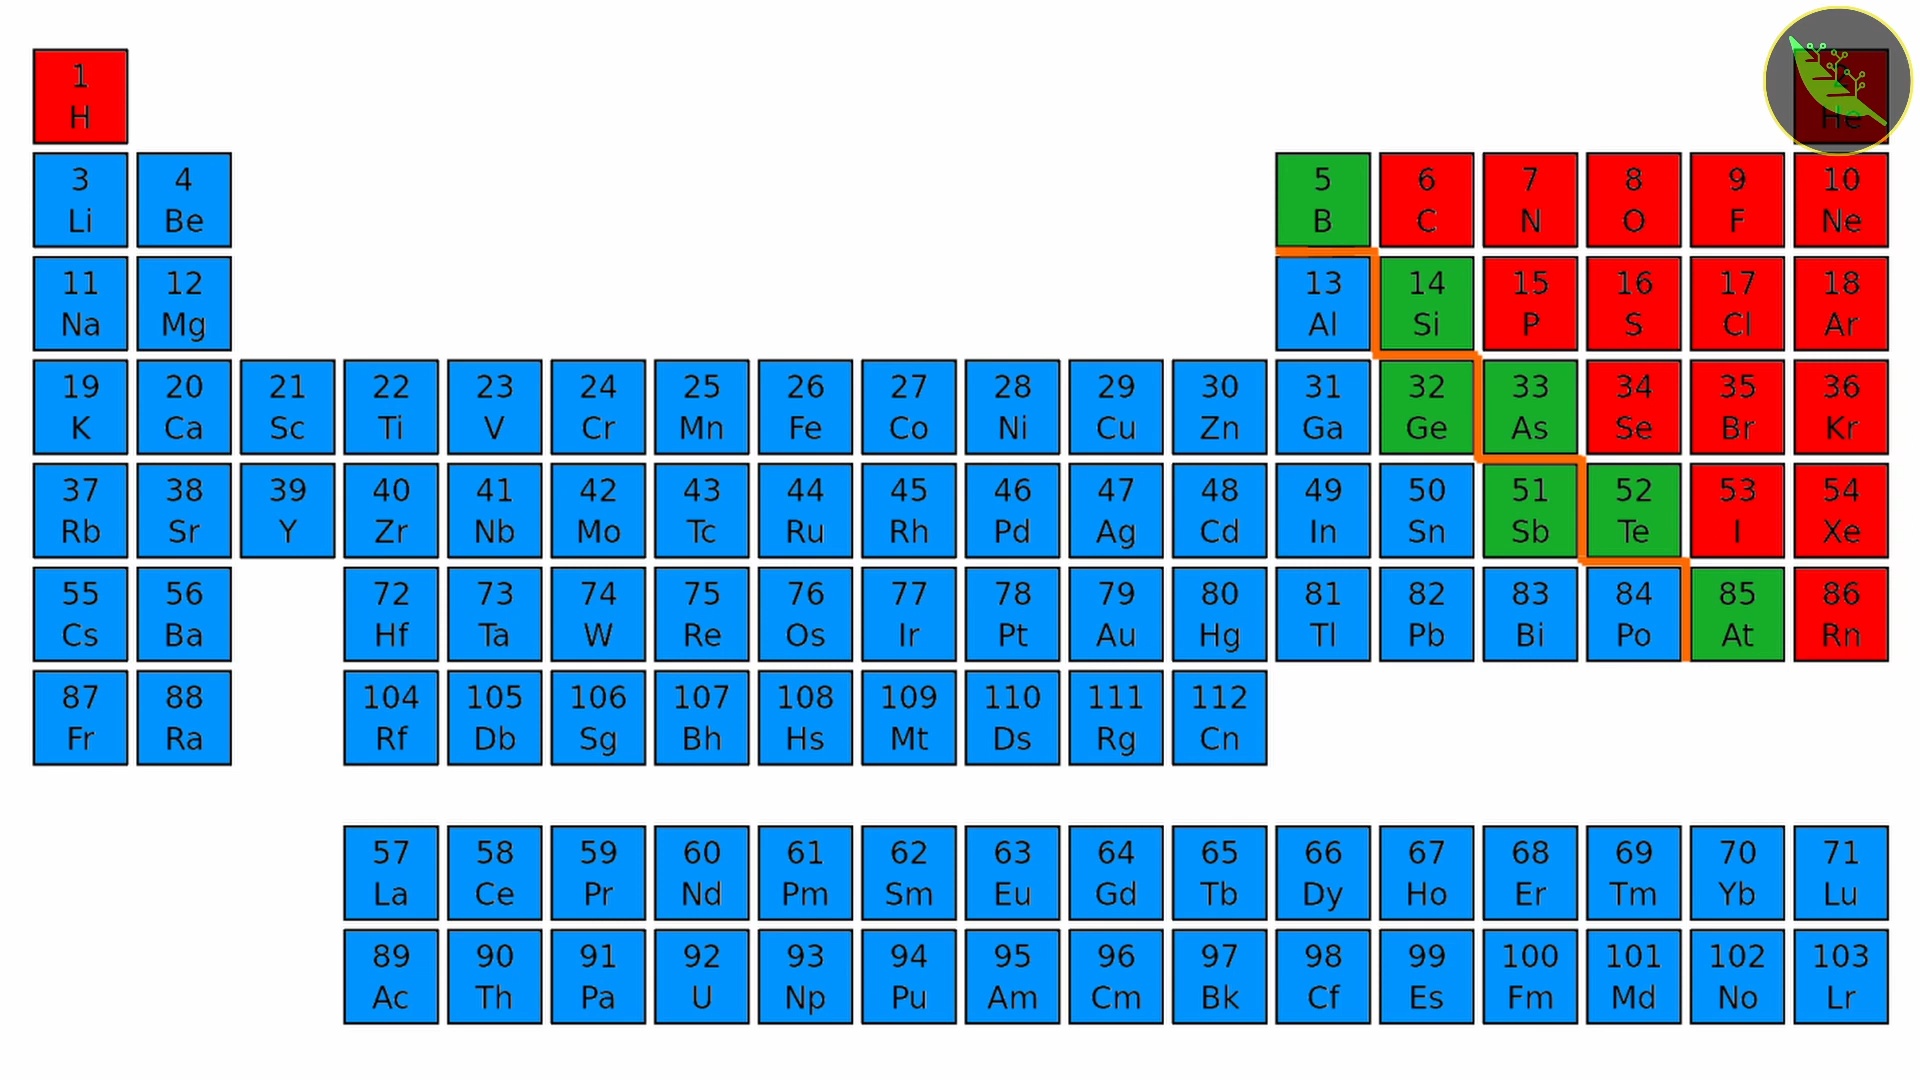 1
H
2
He
3 4 5 6 7 8 9 10
Li Be B C N O F Ne
11 12 13 14 15 16 17 18
Na Mg Al Si P S Cl Ar
19 20 21 22 23 24 25 26 27 28 29 30 31 32 33 34 35 36
K Ca Sc Ti V Cr Mn Fe Co Ni Cu Zn Ga Ge As Se Br Kr
37 38 39 40 41 42 43 44 45 46 47 48 49 50 51 52 53 54
Rb Sr Y Zr Nb Mo Tc Ru Rh Pd Ag Cd In Sn Sb Te I Xe
55 56 72 73 74 75 76 77 78 79 80 81 82 83 84 85 86
Cs Ba Hf Ta W Re Os Ir Pt Au Hg Tl Pb Bi Po At Rn
87 88 104 105 106 107 108 109 110 111 112
Fr Ra Rf Db Sg Bh Hs Mt Ds Rg Cn
57 58 59 60 61 62 63 64 65 66 67 68 69 70 71
La Ce Pr Nd Pm Sm Eu Gd Tb Dy Ho Er Tm Yb Lu
89 90 91 92 93 94 95 96 97 98 99 100 101 102 103
Ac Th Pa U Np Pu Am Cm Bk Cf Es Fm Md No Lr